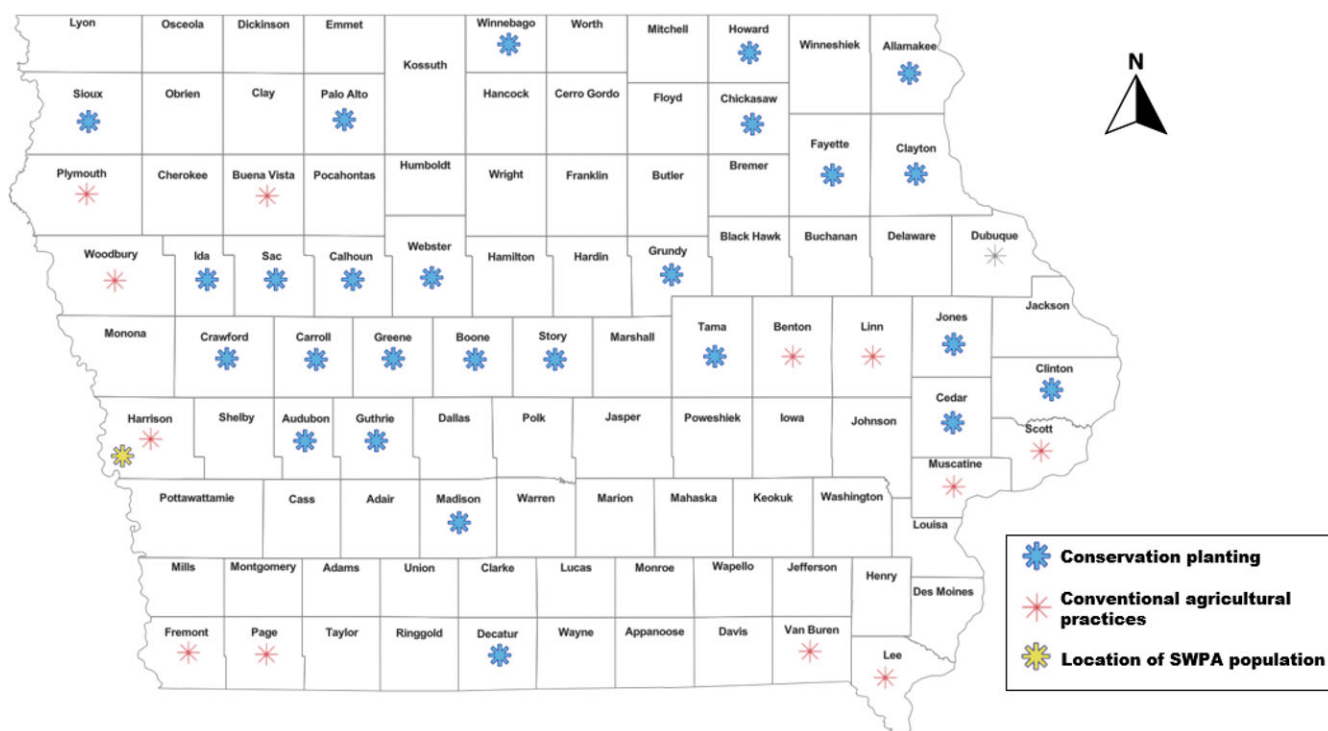 Lyon Osceola Dickinson Emmet Winnebago Worth Mitchell Howard
Winneshiek Allamakee
Kossuth
N
Sioux Obrien Clay Palo Alto Hancock Cerro Gordo Floyd Chickasaw
Fayette Clayton
Plymouth Cherokee Buena Vista Pocahontas Humboldt Wright Franklin Butler Bremer
Woodbury Ida Sac Calhoun Webster Hamilton Hardin Grundy Black Hawk Buchanan Delaware Dubuque
Jackson
Monona Crawford Carroll Greene Boone Story Marshall Tama Benton Linn Jones
Clinton
Harrison Shelby Audubon Guthrie Dallas Polk Jasper Poweshiek Iowa Johnson Cedar
Scott
Muscatine
Pottawattamie Cass Adair Madison Warren Marion Mahaska Keokuk Washington
Louisa
Mills Montgomery Adams Union Clarke Lucas Monroe Wapello Jefferson Henry
Des Moines
Fremont Page Taylor Ringgold Decatur Wayne Appanoose Davis Van Buren
Lee
Conservation planting
Conventional agricultural
practices
Location of SWPA population